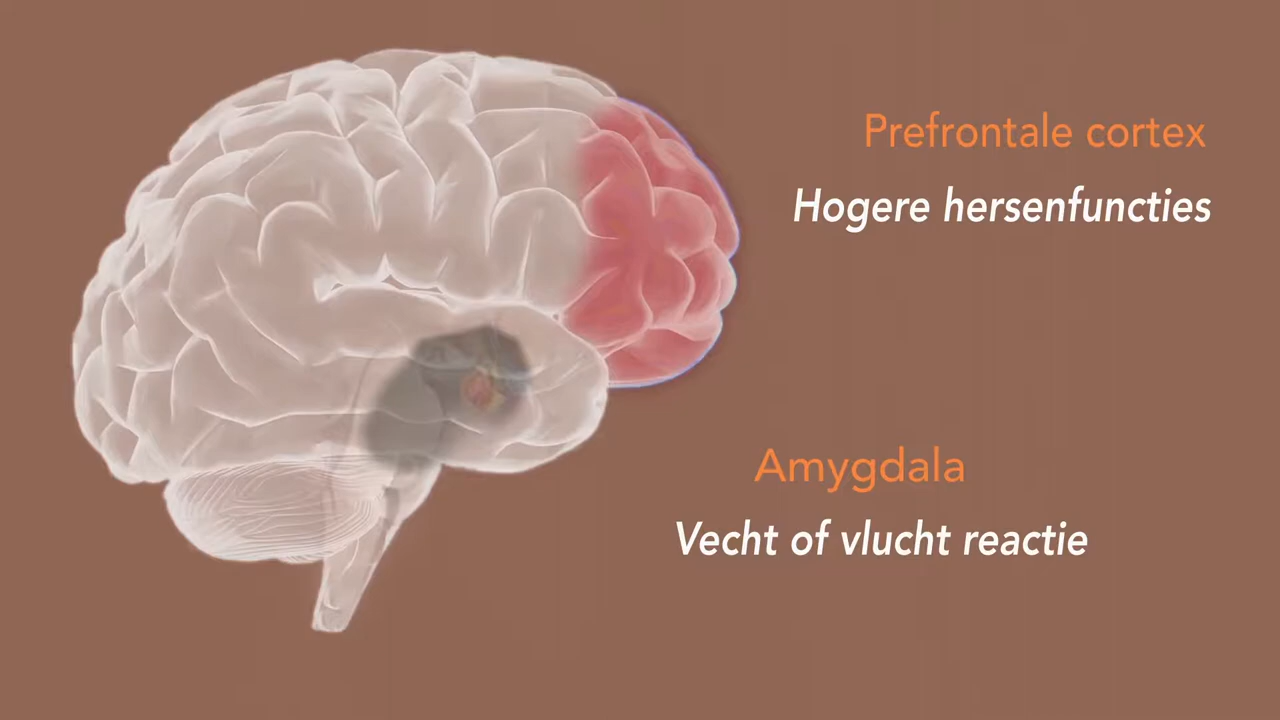 Prefrontale cortex
Hogere hersenfuncties
Amygdala
Vecht of vlucht reactie